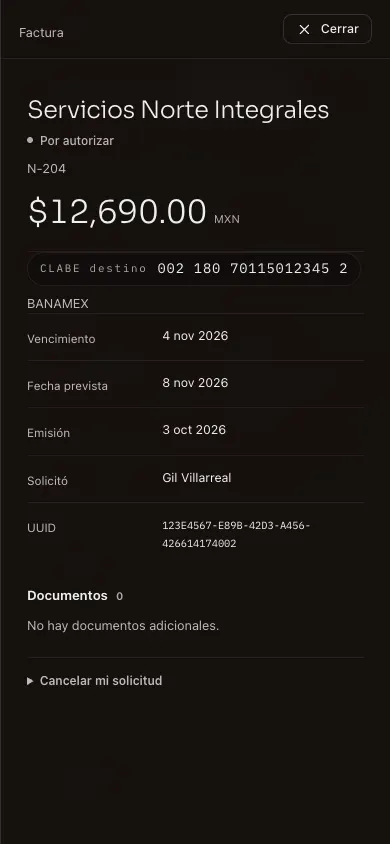 Factura
Cerrar
Servicios Norte Integrales
Por autorizar
N-204
$12,690.00 MXN
CLABE destino 002 180 70115012345 2
BANAMEX
Vencimiento 4 nov 2026
Fecha prevista 8 nov 2026
Emisión 3 oct 2026
Solicitó Gil Villarreal
UUID 123E4567-E89B-42D3-A456-
426614174002
Documentos 0
No hay documentos adicionales.
Cancelar mi solicitud